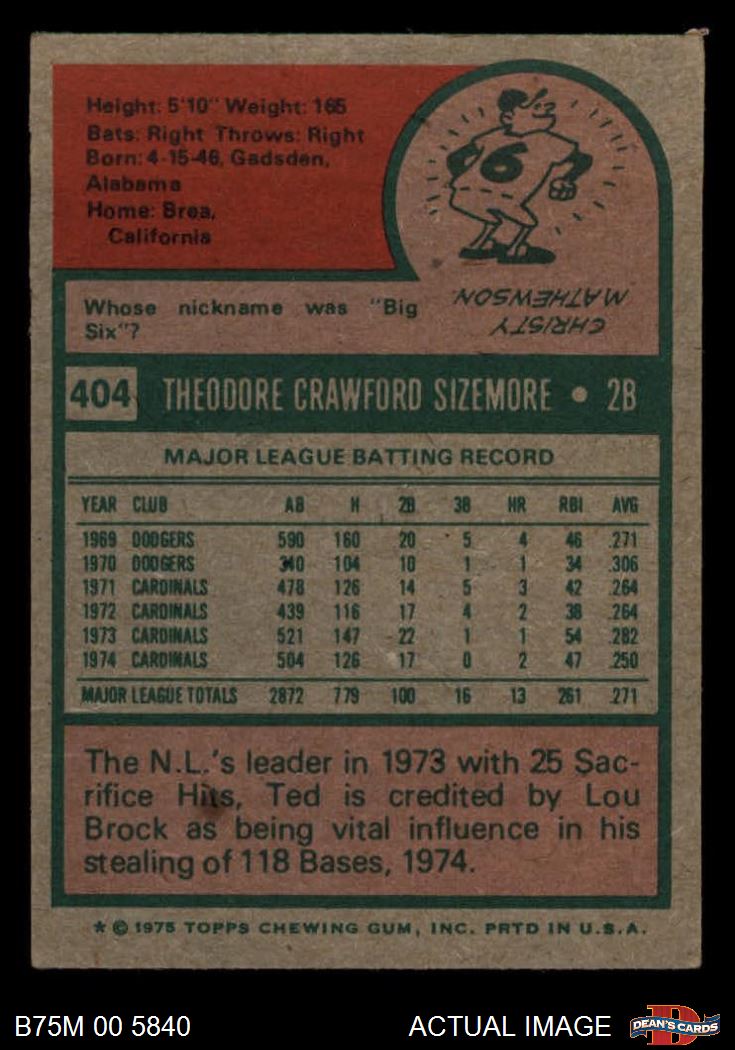 Height: 5'10" Weight: 165
Bats: Right Throws: Right
Born: 4-15-46, Gadsden,
Alabama
Home: Brea,
California
6
Whose nickname was "Big
Six"?
CHRISTY
MATHEWSON
404 THEODORE CRAWFORD SIZEMORE • 2B
MAJOR LEAGUE BATTING RECORD
YEAR CLUB AB H 2B 3B HR RBI AVG
1969 DODGERS 590 160 20 5 4 46 .271
1970 DODGERS 340 104 10 1 1 34 .306
1971 CARDINALS 478 126 14 5 3 42 .264
1972 CARDINALS 439 116 17 4 2 38 .264
1973 CARDINALS 521 147 22 1 1 54 .282
1974 CARDINALS 504 126 17 0 2 47 .250
MAJOR LEAGUE TOTALS 2872 779 100 16 13 261 .271
The N.L.'s leader in 1973 with 25 Sac-
rifice Hits, Ted is credited by Lou
Brock as being vital influence in his
stealing of 118 Bases, 1974.
* © 1975 TOPPS CHEWING GUM, INC. PRTD IN U.S.A.
B75M 00 5840 ACTUAL IMAGE
D
DEAN'S CARDS